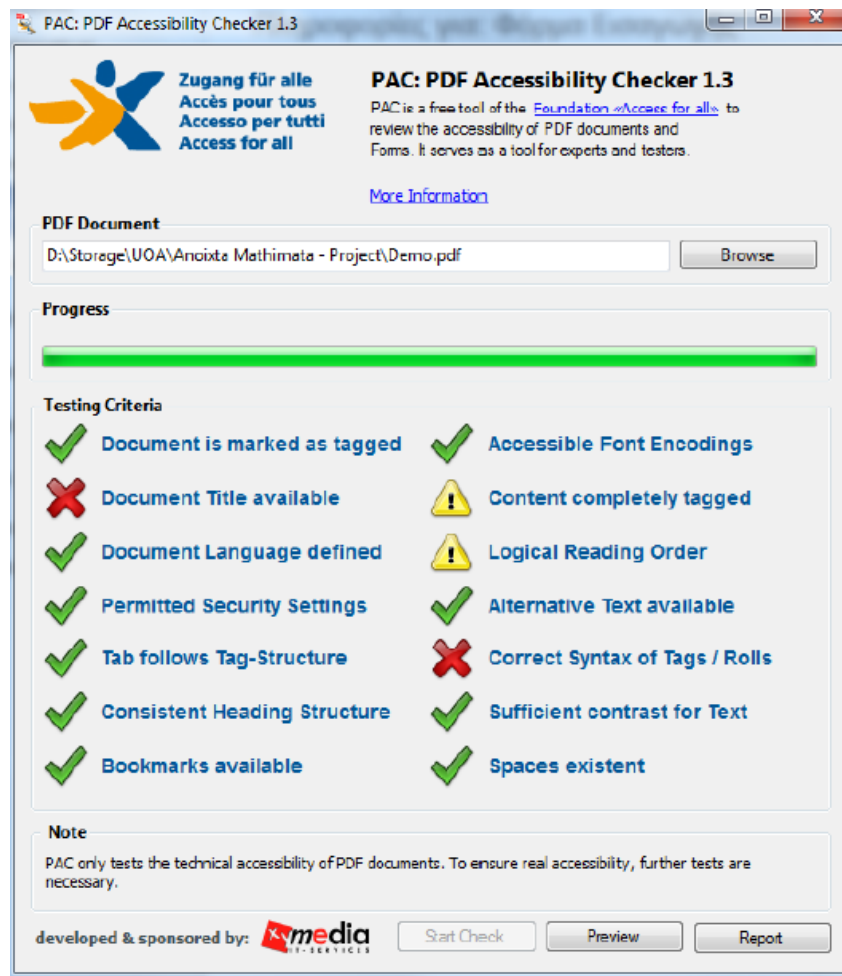 PAC: PDF Accessibility Checker 1.3
Zugang für alle
Accès pour tous
Accesso per tutti
Access for all
PAC: PDF Accessibility Checker 1.3
PAC is a free tool of the Foundation «Access for all» to
review the accessibility of PDF documents and
Forms. It serves as a tool for experts and testers.
More Information
PDF Document
D:\Storage\UOA\Anoixta Mathimata - Project\Demo.pdf
Browse
Progress
Testing Criteria
Document is marked as tagged
Document Title available
Document Language defined
Permitted Security Settings
Tab follows Tag-Structure
Consistent Heading Structure
Bookmarks available
Accessible Font Encodings
Content completely tagged
Logical Reading Order
Alternative Text available
Correct Syntax of Tags / Rolls
Sufficient contrast for Text
Spaces existent
Note
PAC only tests the technical accessibility of PDF documents. To ensure real accessibility, further tests are
necessary.
developed & sponsored by:
xymedia
IT-SERVICES
Start Check
Preview
Report